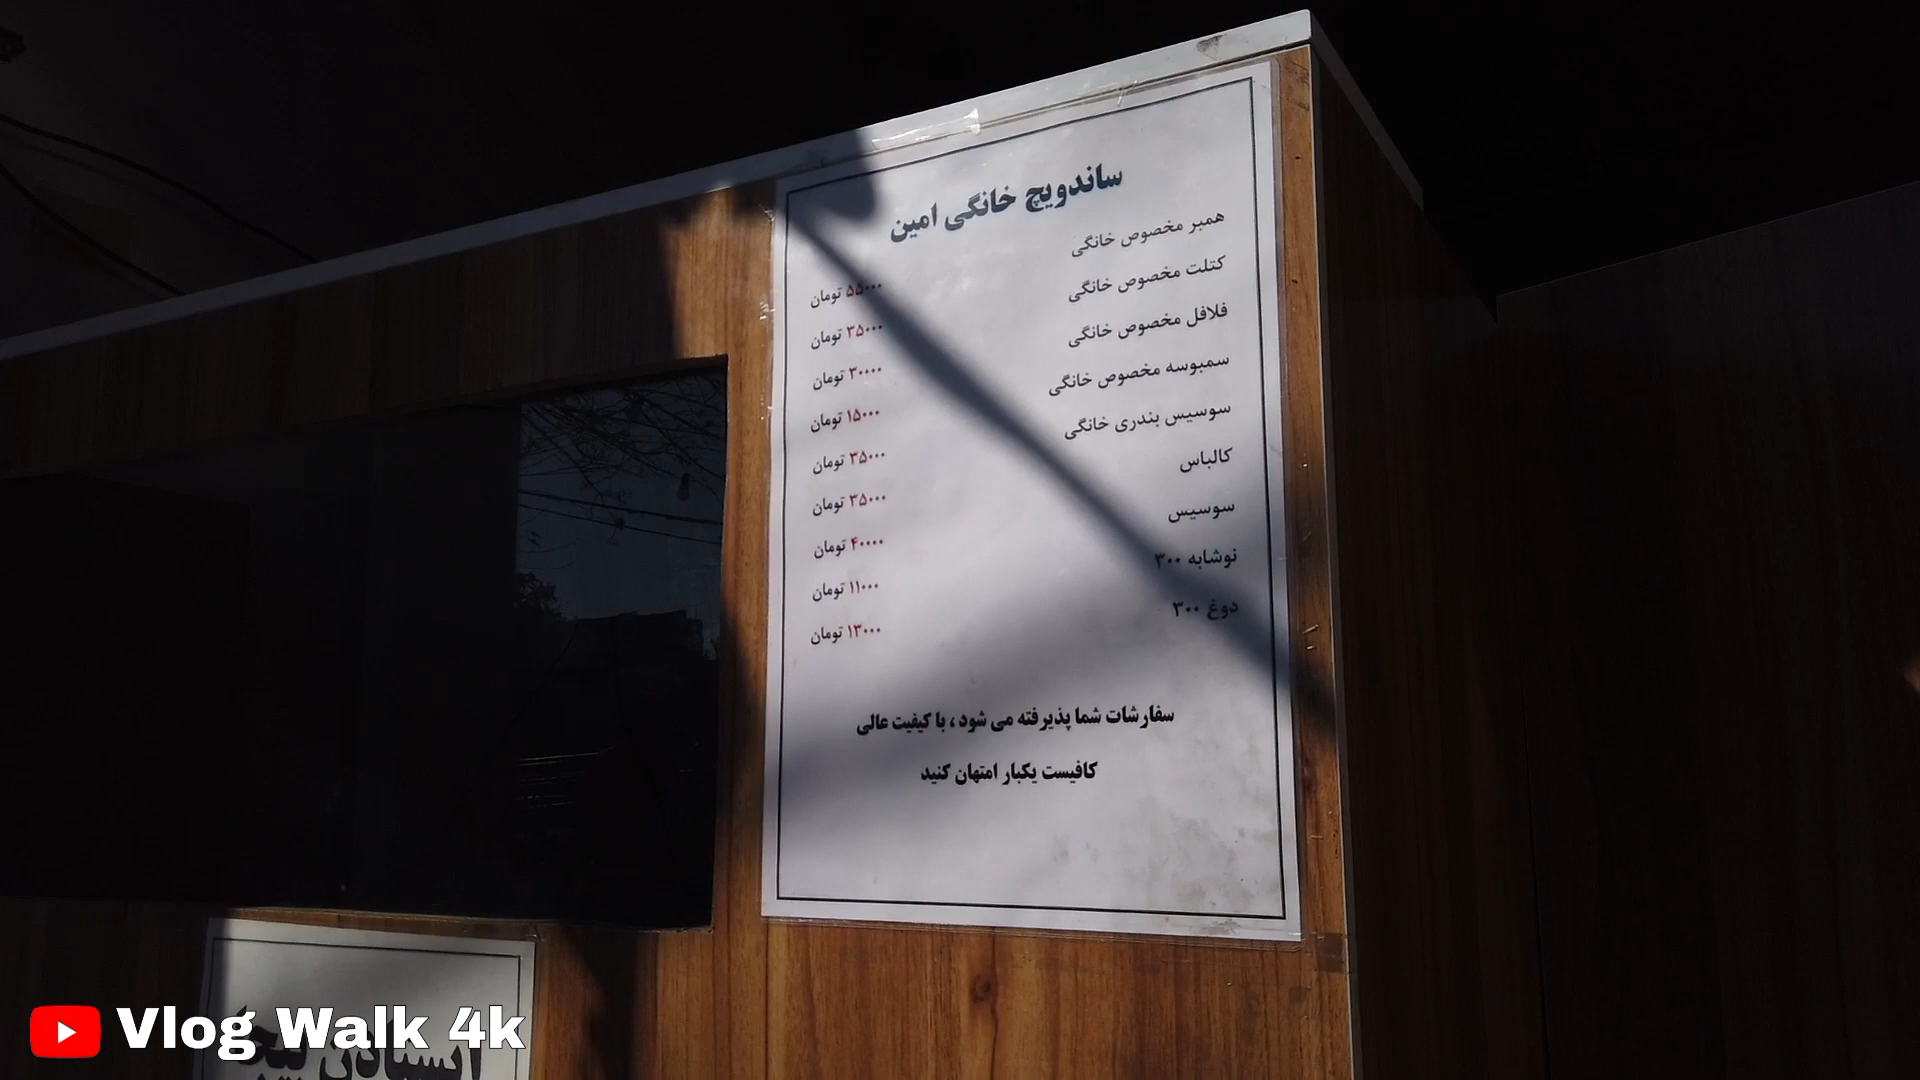 ساندویچ خانگی امین
همبر مخصوص خانگی ۵۵۰۰۰ تومان
کتلت مخصوص خانگی ۳۵۰۰۰ تومان
فلافل مخصوص خانگی ۳۰۰۰۰ تومان
سمبوسه مخصوص خانگی ۱۵۰۰۰ تومان
سوسیس بندری خانگی ۳۵۰۰۰ تومان
کالباس ۳۵۰۰۰ تومان
سوسیس ۴۰۰۰۰ تومان
نوشابه ۳۰۰ ۱۱۰۰۰ تومان
دوغ ۳۰۰ ۱۳۰۰۰ تومان
سفارشات شما پذیرفته می شود ، با کیفیت عالی
کافیست یکبار امتهان کنید
Vlog Walk 4k